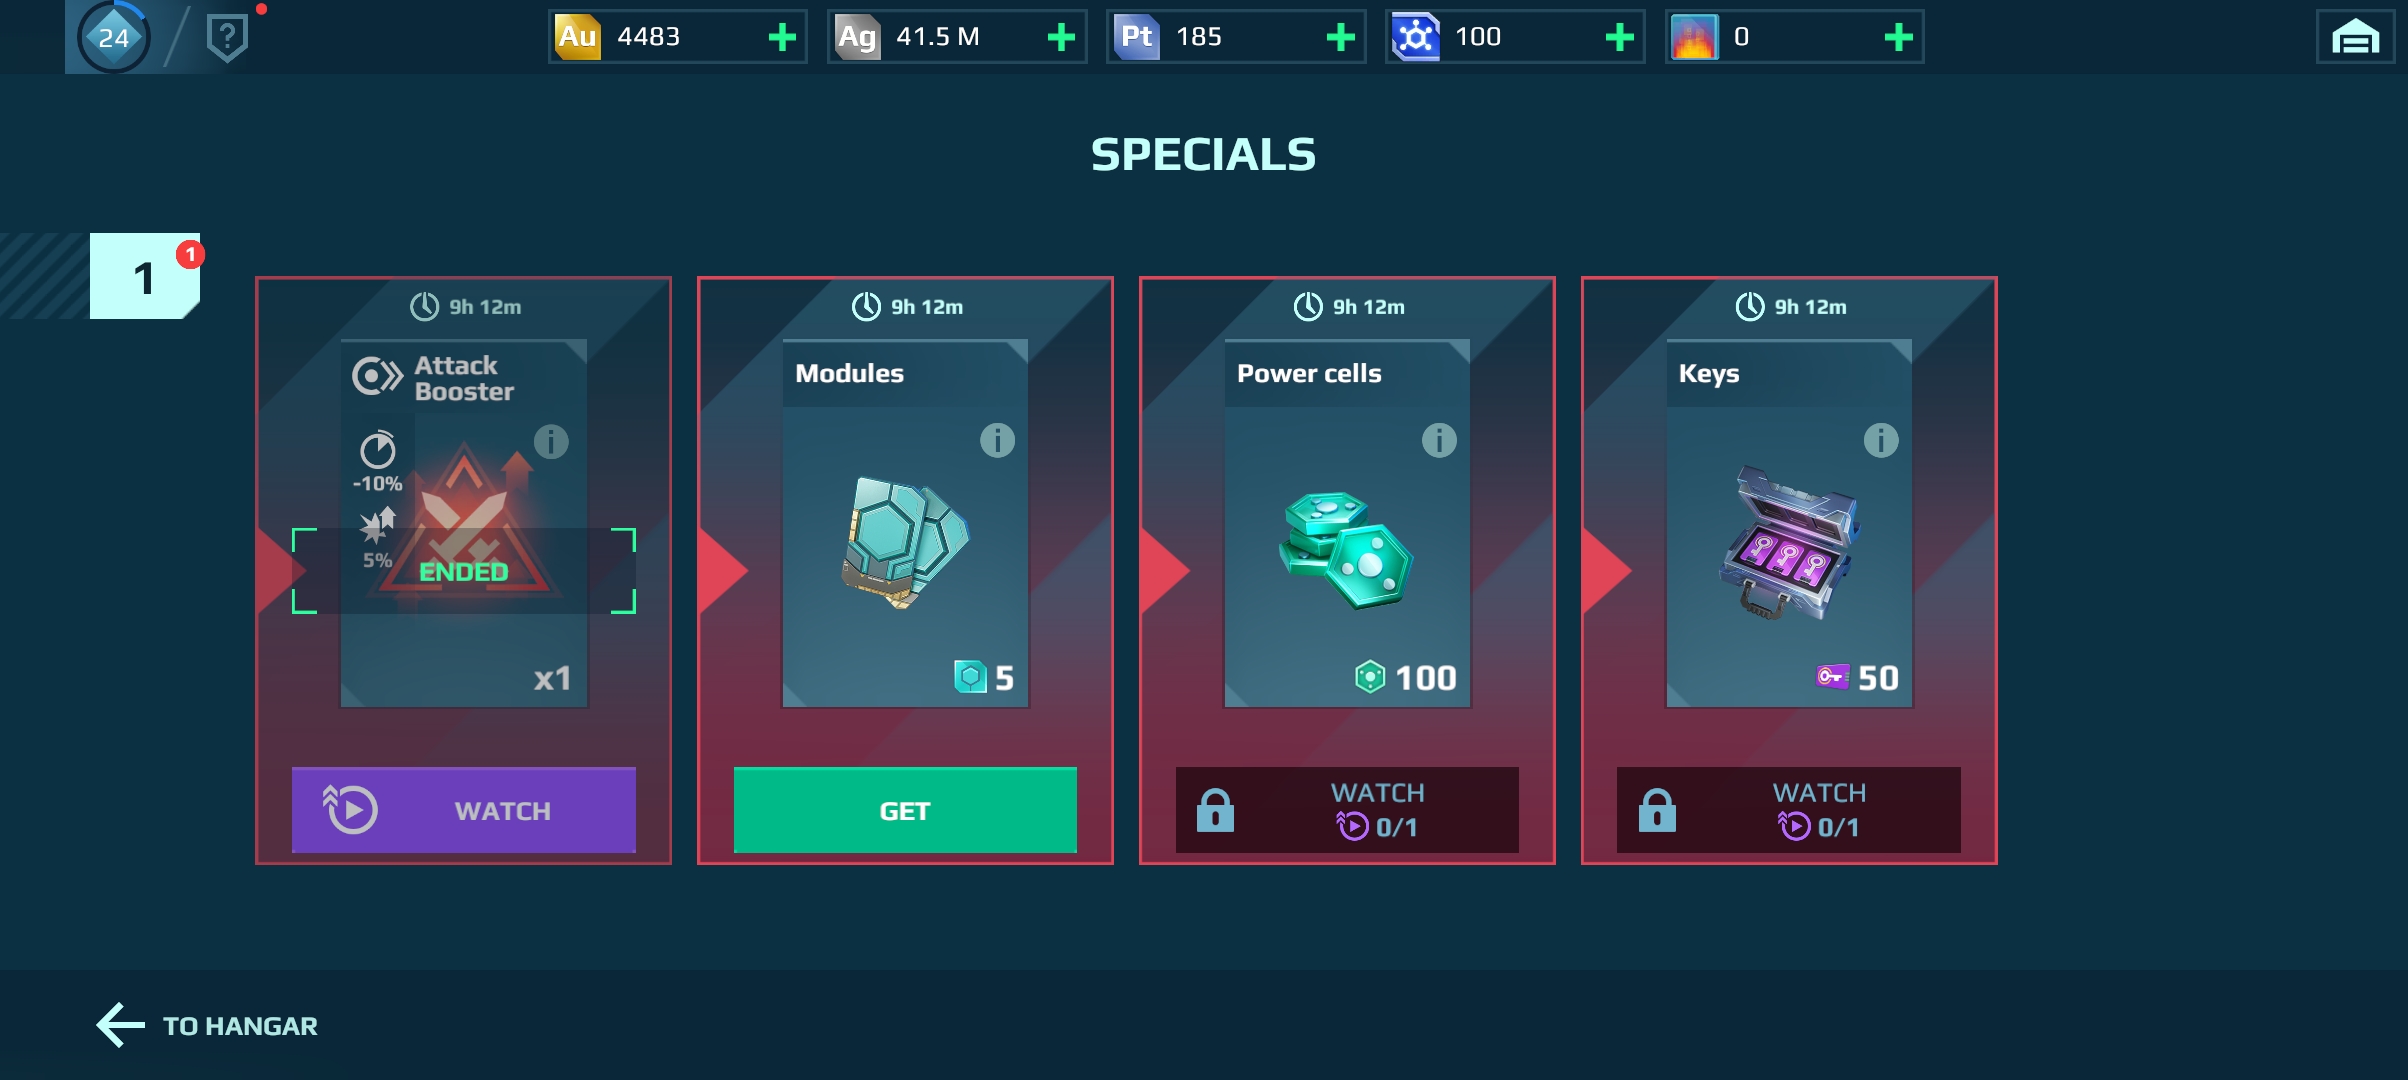 24
?
Au 4483
Ag 41.5 M
Pt 185
100
0
SPECIALS
1
1
9h 12m
Attack
Booster
-10%
5%
ENDED
x1
WATCH
9h 12m
Modules
i
5
GET
9h 12m
Power cells
i
100
WATCH
0/1
9h 12m
Keys
i
50
WATCH
0/1
TO HANGAR